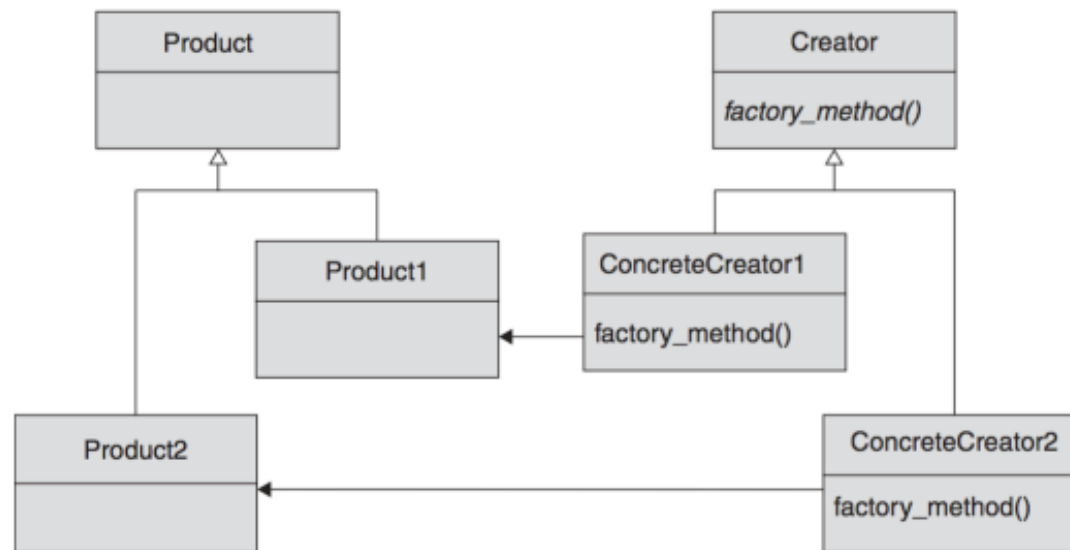 Product
Creator
factory_method()
Product1
ConcreteCreator1
factory_method()
Product2
ConcreteCreator2
factory_method()